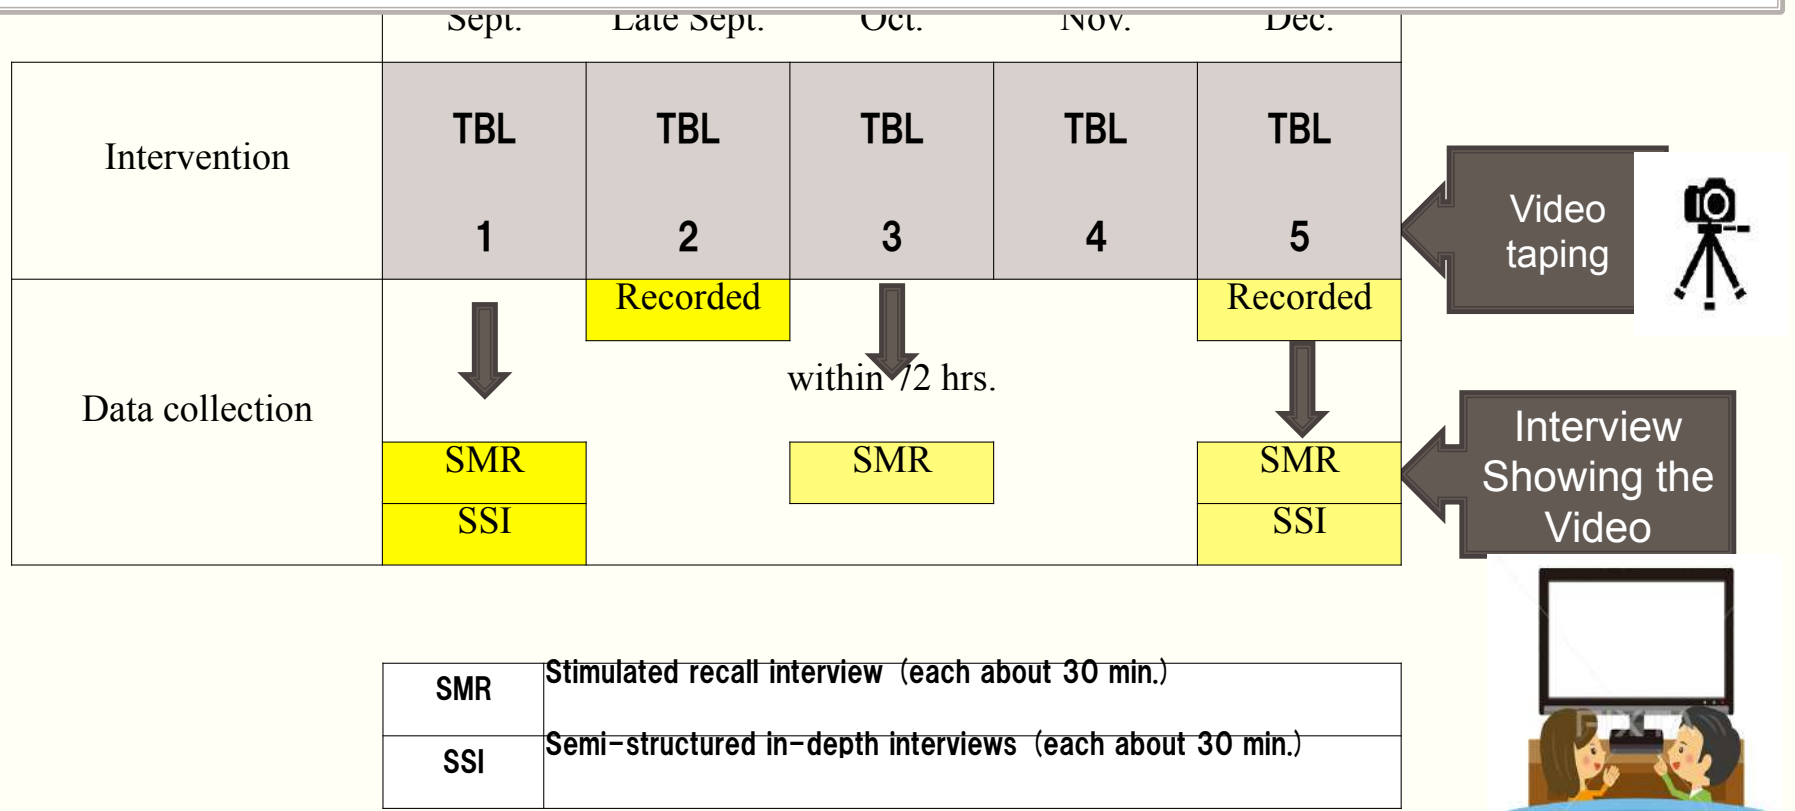 Sept. Late Sept. Oct. Nov. Dec.
Intervention
TBL TBL TBL TBL TBL
1 2 3 4 5
Video
taping
Recorded Recorded
within 72 hrs.
Data collection
SMR SMR SMR
SSI SSI
Interview
Showing the
Video
SMR Stimulated recall interview (each about 30 min.)
SSI Semi-structured in-depth interviews (each about 30 min.)